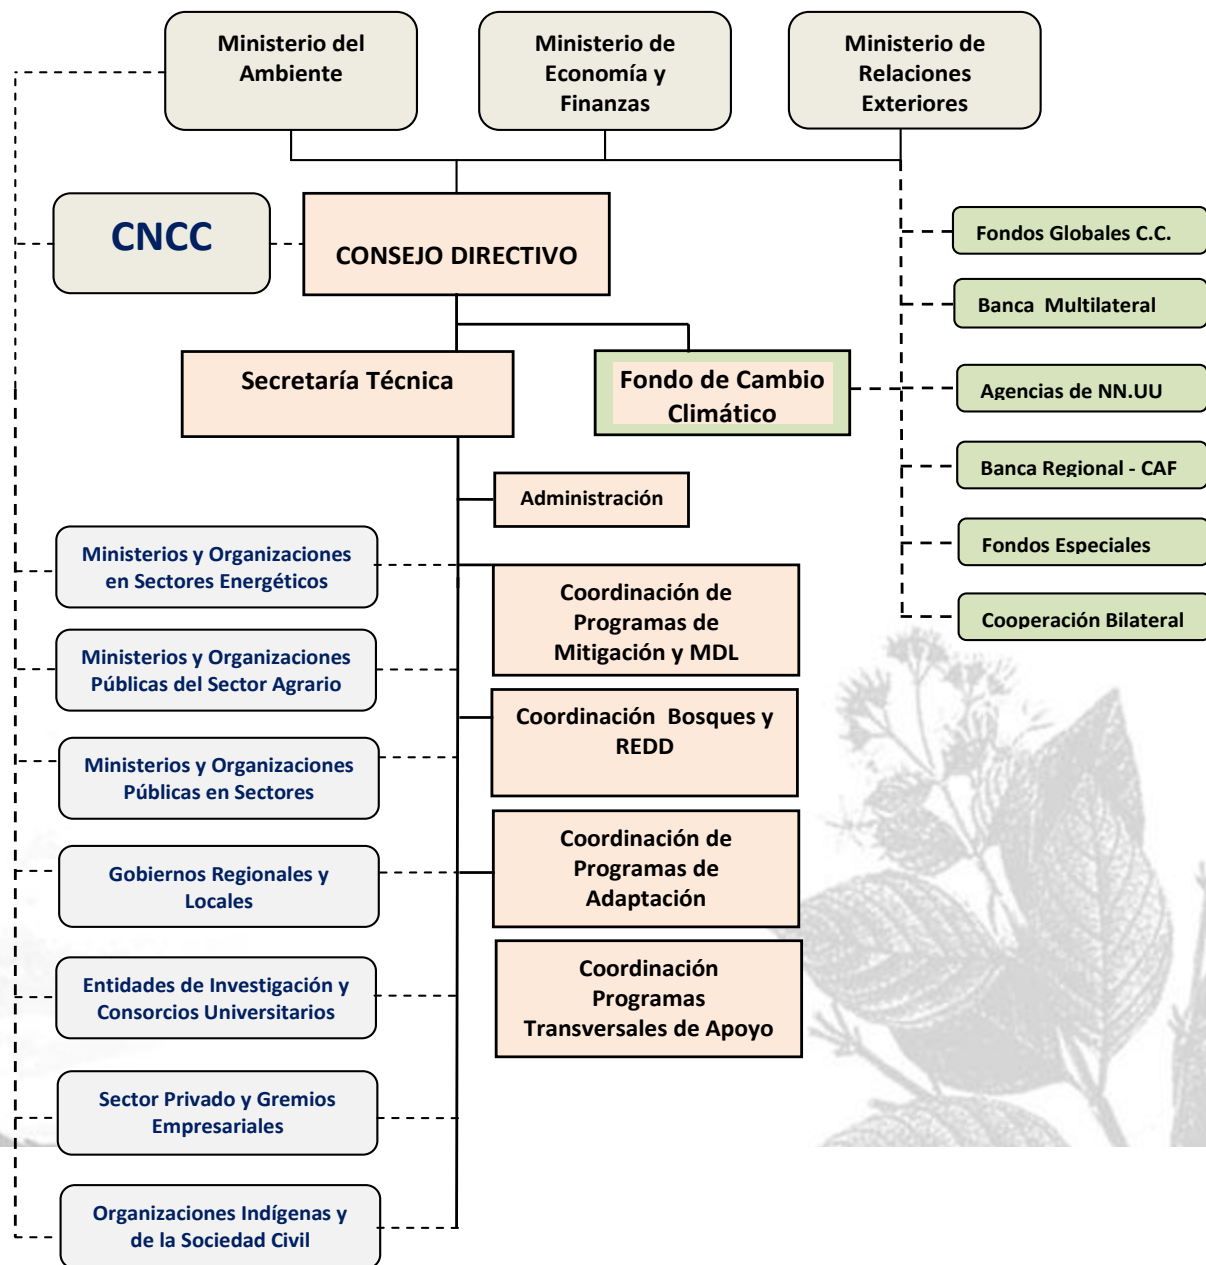 Ministerio del
Ambiente
Ministerio de
Economía y
Finanzas
Ministerio de
Relaciones
Exteriores
CNCC
CONSEJO DIRECTIVO
Fondos Globales C.C.
Banca Multilateral
Secretaría Técnica
Fondo de Cambio
Climático
Agencias de NN.UU
Banca Regional - CAF
Administración
Fondos Especiales
Cooperación Bilateral
Ministerios y Organizaciones
en Sectores Energéticos
Coordinación de
Programas de
Mitigación y MDL
Ministerios y Organizaciones
Públicas del Sector Agrario
Coordinación Bosques y
REDD
Ministerios y Organizaciones
Públicas en Sectores
Coordinación de
Programas de
Adaptación
Gobiernos Regionales y
Locales
Coordinación
Programas
Transversales de Apoyo
Entidades de Investigación y
Consorcios Universitarios
Sector Privado y Gremios
Empresariales
Organizaciones Indígenas y
de la Sociedad Civil